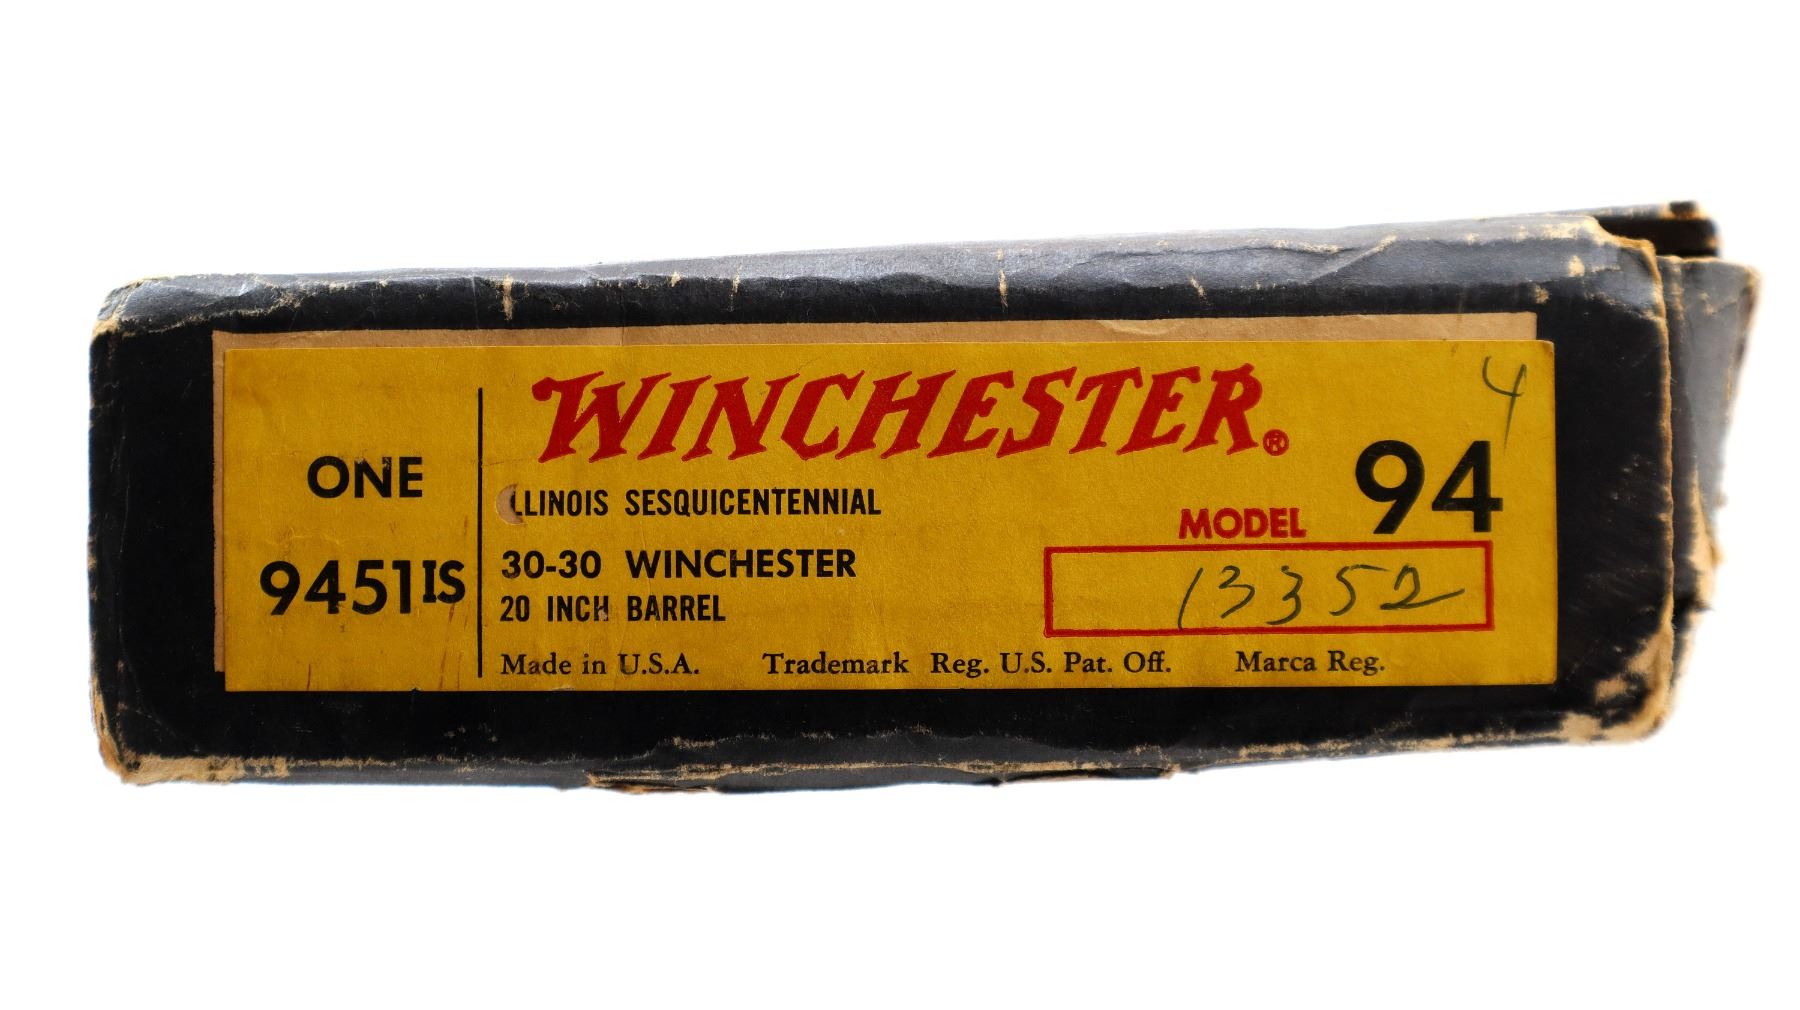 ONE
9451IS
WINCHESTER®
ILLINOIS SESQUICENTENNIAL
30-30 WINCHESTER
20 INCH BARREL
4
MODEL 94
13352
Made in U.S.A. Trademark Reg. U.S. Pat. Off. Marca Reg.